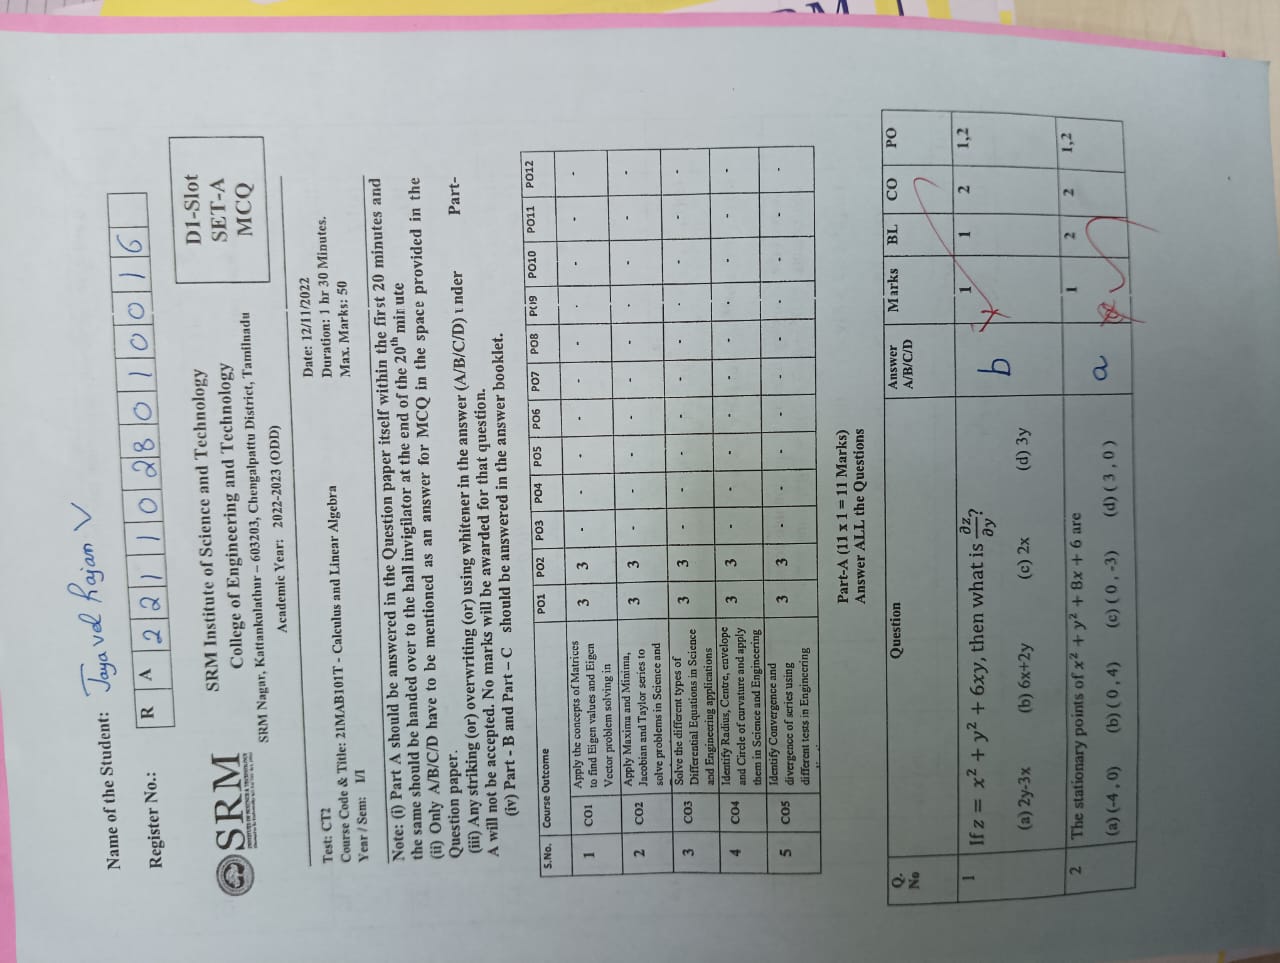 Name of the Student: Jayavel Rajan V
Register No.: R A 2 2 1 1 0 28 0 1 0 0 1 6
SRM
SRM Institute of Science and Technology
College of Engineering and Technology
SRM Nagar, Kattankulathur – 603203, Chengalpattu District, Tamilnadu
Academic Year: 2022-2023 (ODD)
D1-Slot
SET-A
MCQ
Test: CT2 Date: 12/11/2022
Course Code & Title: 21MAB101T - Calculus and Linear Algebra Duration: 1 hr 30 Minutes.
Year / Sem: I/I Max. Marks: 50
Note: (i) Part A should be answered in the Question paper itself within the first 20 minutes and
the same should be handed over to the hall invigilator at the end of the 20th minute
(ii) Only A/B/C/D have to be mentioned as an answer for MCQ in the space provided in the
Question paper.
(iii) Any striking (or) overwriting (or) using whitener in the answer (A/B/C/D) under Part-
A will not be accepted. No marks will be awarded for that question.
(iv) Part - B and Part – C should be answered in the answer booklet.
S.No. Course Outcome PO1 PO2 PO3 PO4 PO5 PO6 PO7 PO8 PO9 PO10 PO11 PO12
1 CO1 Apply the concepts of Matrices
to find Eigen values and Eigen
Vector problem solving in
3 3 - - - - - - - - - -
2 CO2 Apply Maxima and Minima,
Jacobian and Taylor series to
solve problems in Science and
3 3 - - - - - - - - - -
3 CO3 Solve the different types of
Differential Equations in Science
and Engineering applications
3 3 - - - - - - - - - -
4 CO4 Identify Radius, Centre, envelope
and Circle of curvature and apply
them in Science and Engineering
3 3 - - - - - - - - - -
5 CO5 Identify Convergence and
divergence of series using
different tests in Engineering
3 3 - - - - - - - - - -
Part-A (11 x 1 = 11 Marks)
Answer ALL the Questions
Q. No Question Answer A/B/C/D Marks BL CO PO
1 If z = x² + y² + 6xy, then what is ∂z/∂y? b 1 1 2 1,2
(a) 2y-3x (b) 6x+2y (c) 2x (d) 3y
2 The stationary points of x² + y² + 8x + 6 are a 1 2 2 1,2
(a) (-4 , 0) (b) ( 0 , 4) (c) ( 0 , -3) (d) ( 3 , 0 )